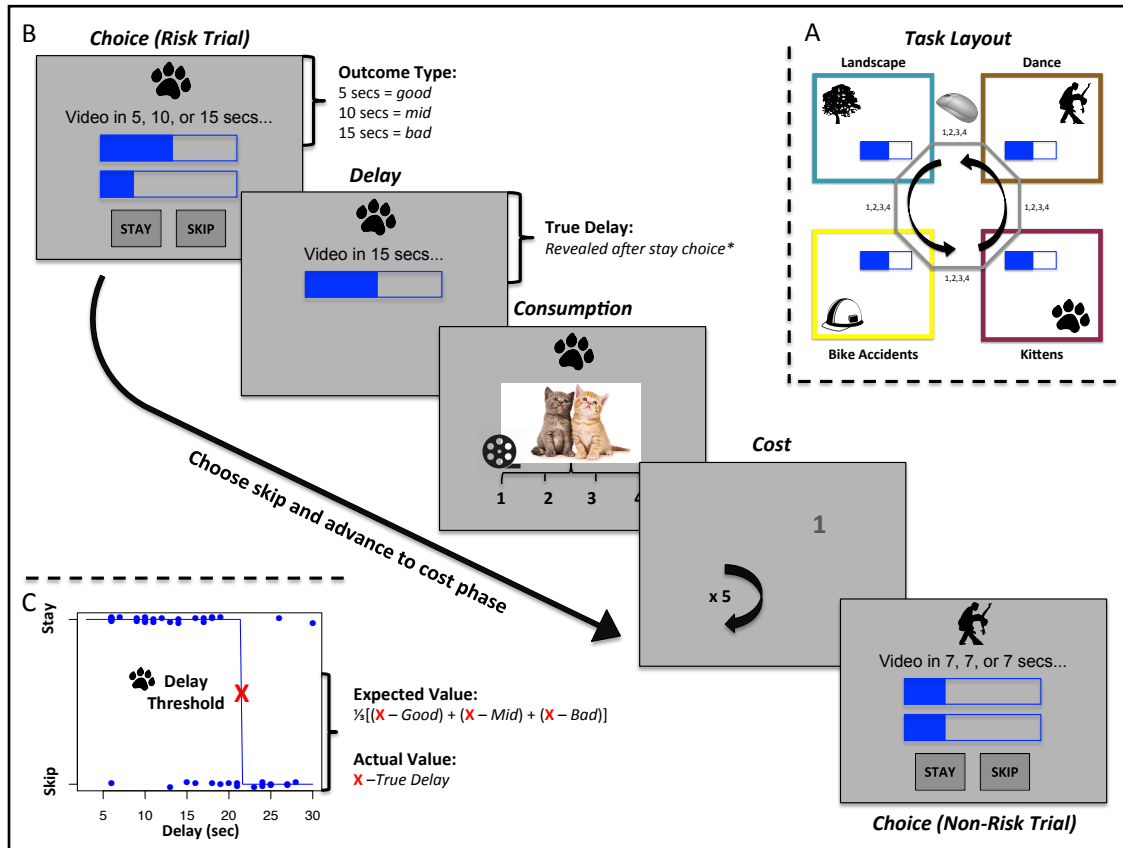 B
Choice (Risk Trial)
Video in 5, 10, or 15 secs...
STAY
SKIP
Outcome Type:
5 secs = good
10 secs = mid
15 secs = bad
A
Task Layout
Landscape
Dance
1,2,3,4
1,2,3,4
1,2,3,4
1,2,3,4
Bike Accidents
Kittens
Delay
Video in 15 secs...
True Delay:
Revealed after stay choice*
Consumption
1 2 3 4
Cost
1
x 5
Choose skip and advance to cost phase
Video in 7, 7, or 7 secs...
STAY
SKIP
Choice (Non-Risk Trial)
C
Stay
Skip
Delay
Threshold
X
5 10 15 20 25 30
Delay (sec)
Expected Value:
⅓[(X – Good) + (X – Mid) + (X – Bad)]
Actual Value:
X –True Delay